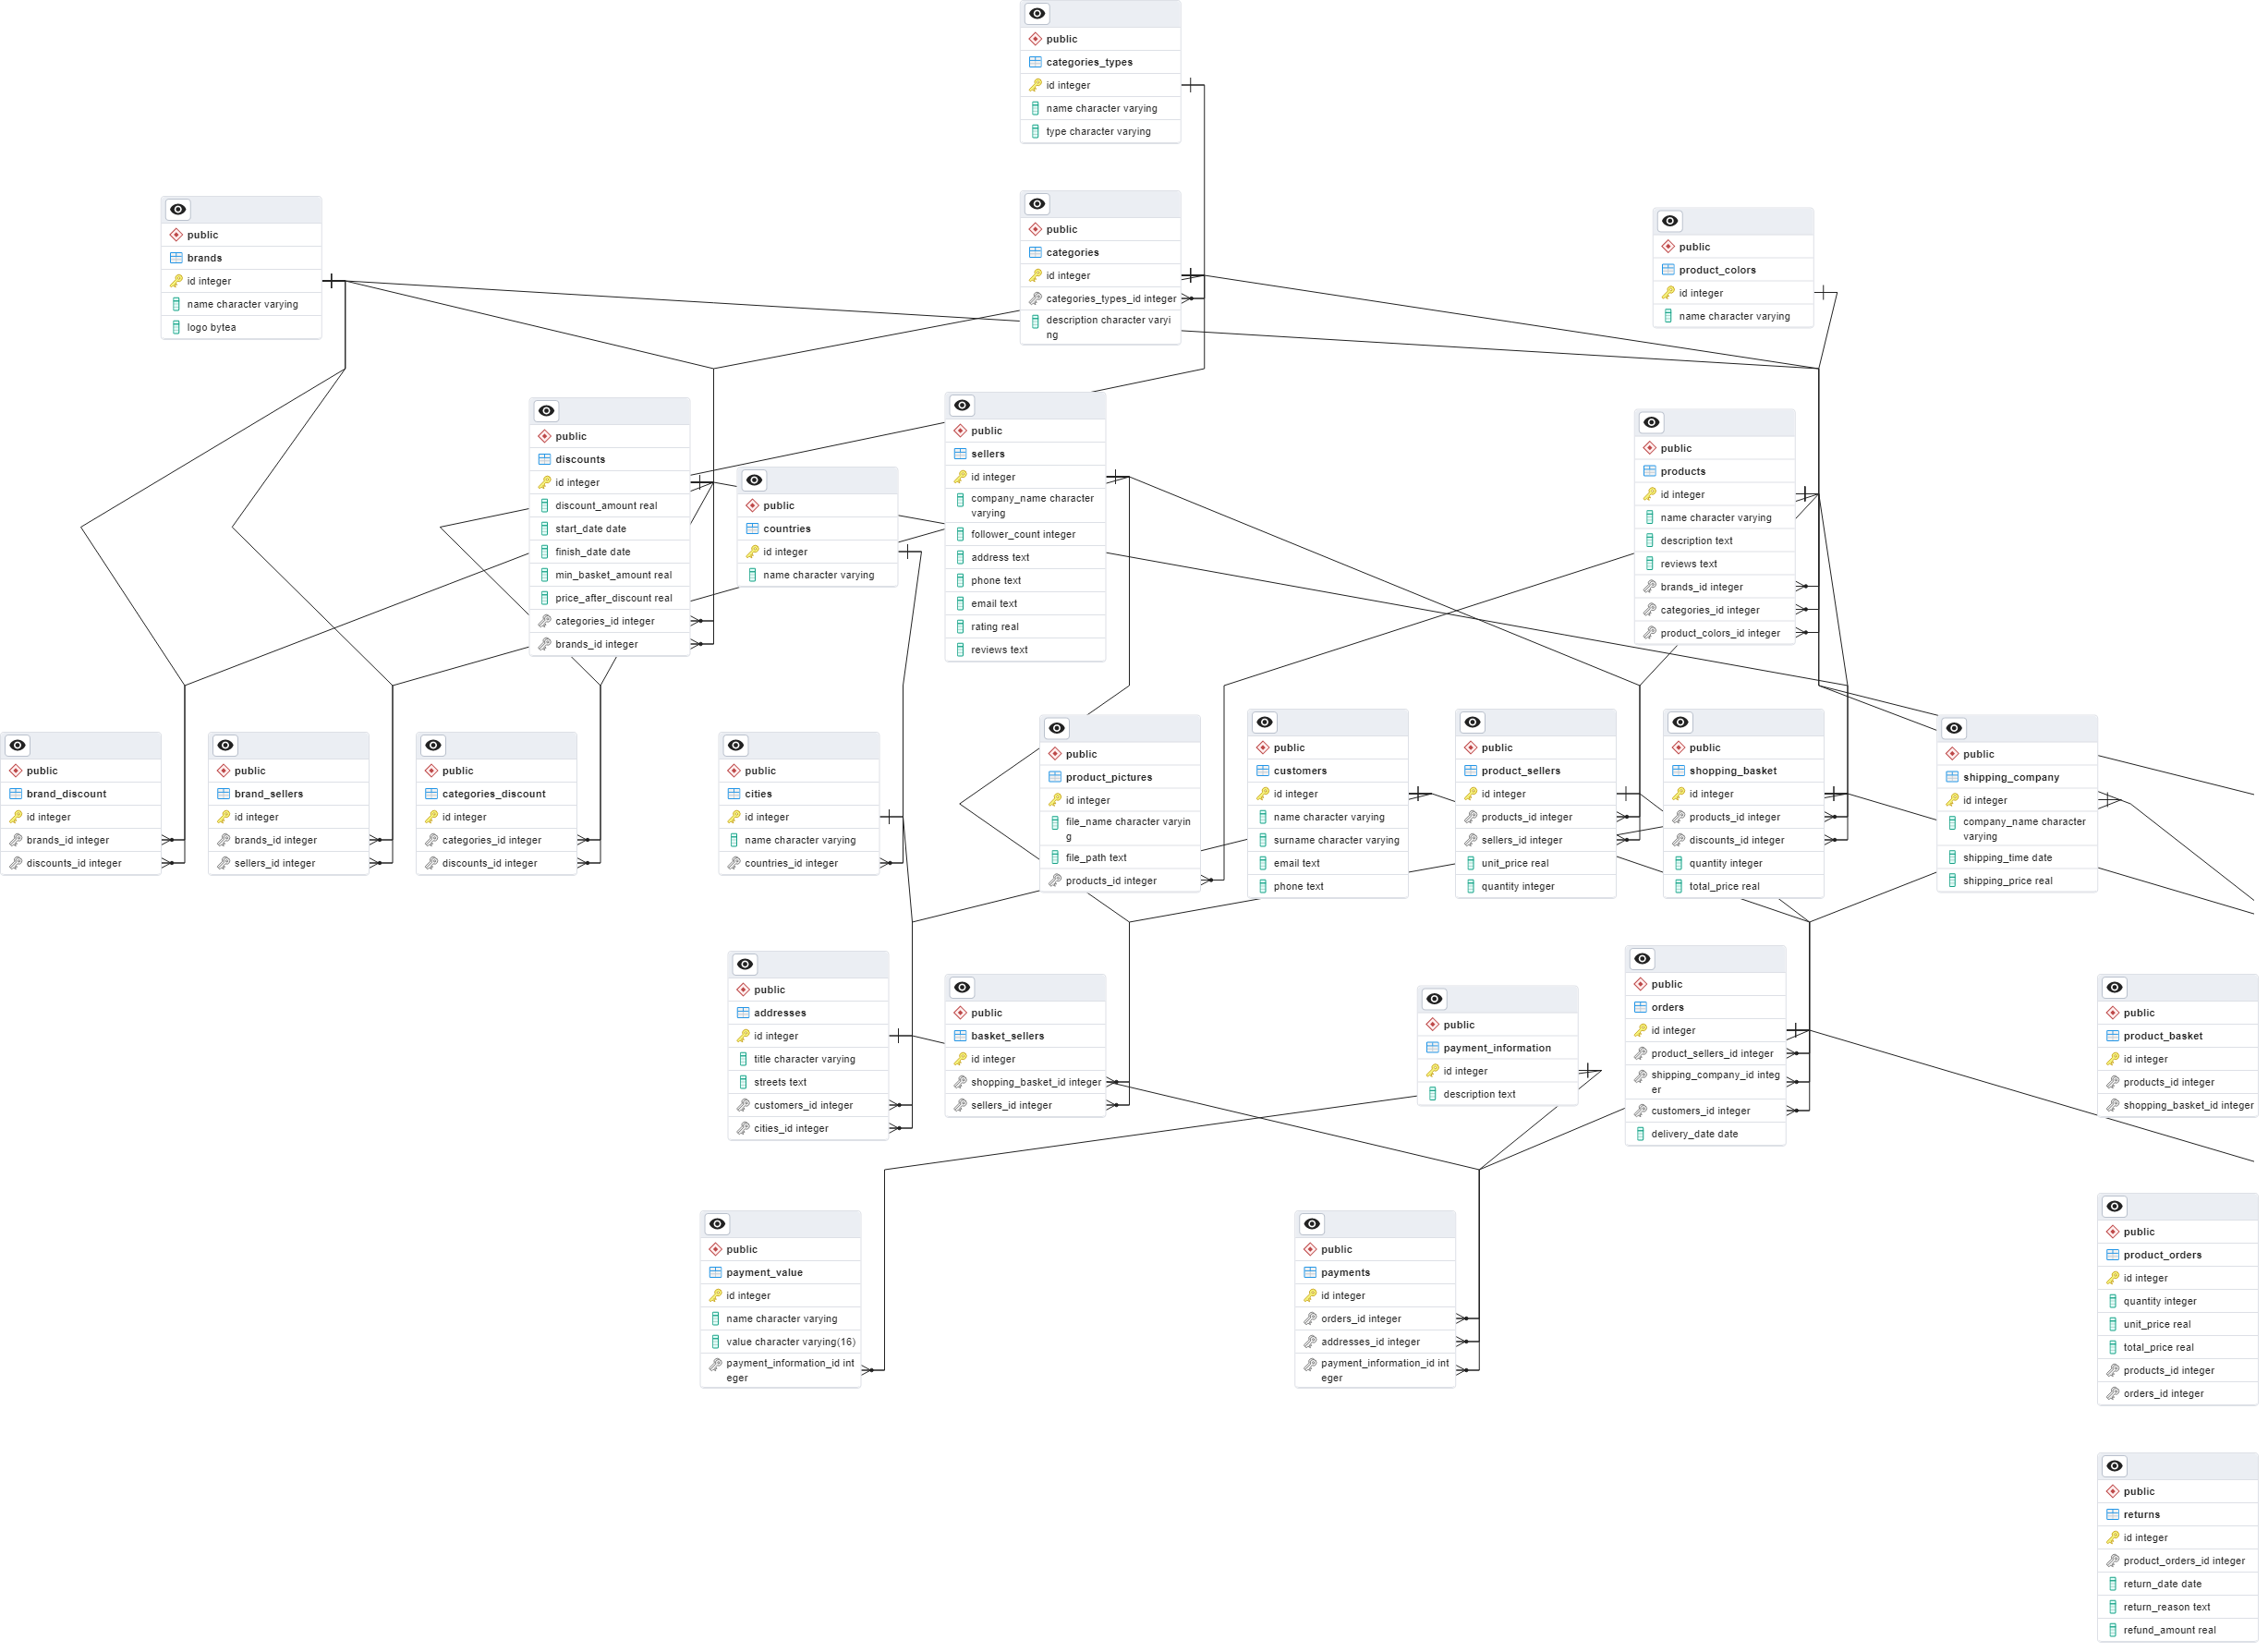 public
categories_types
id integer
name character varying
type character varying
public
brands
id integer
name character varying
logo bytea
public
categories
id integer
categories_types_id integer
description character varyi
ng
public
product_colors
id integer
name character varying
public
discounts
id integer
discount_amount real
start_date date
finish_date date
min_basket_amount real
price_after_discount real
categories_id integer
brands_id integer
public
countries
id integer
name character varying
public
sellers
id integer
company_name character
varying
follower_count integer
address text
phone text
email text
rating real
reviews text
public
products
id integer
name character varying
description text
reviews text
brands_id integer
categories_id integer
product_colors_id integer
public
brand_discount
id integer
brands_id integer
discounts_id integer
public
brand_sellers
id integer
brands_id integer
sellers_id integer
public
categories_discount
id integer
categories_id integer
discounts_id integer
public
cities
id integer
name character varying
countries_id integer
public
product_pictures
id integer
file_name character varyin
g
file_path text
products_id integer
public
customers
id integer
name character varying
surname character varying
email text
phone text
public
product_sellers
id integer
products_id integer
sellers_id integer
unit_price real
quantity integer
public
shopping_basket
id integer
products_id integer
discounts_id integer
quantity integer
total_price real
public
shipping_company
id integer
company_name character
varying
shipping_time date
shipping_price real
public
addresses
id integer
title character varying
streets text
customers_id integer
cities_id integer
public
basket_sellers
id integer
shopping_basket_id integer
sellers_id integer
public
payment_information
id integer
description text
public
orders
id integer
product_sellers_id integer
shipping_company_id integ
er
customers_id integer
delivery_date date
public
product_basket
id integer
products_id integer
shopping_basket_id integer
public
payment_value
id integer
name character varying
value character varying(16)
payment_information_id int
eger
public
payments
id integer
orders_id integer
addresses_id integer
payment_information_id int
eger
public
product_orders
id integer
quantity integer
unit_price real
total_price real
products_id integer
orders_id integer
public
returns
id integer
product_orders_id integer
return_date date
return_reason text
refund_amount real